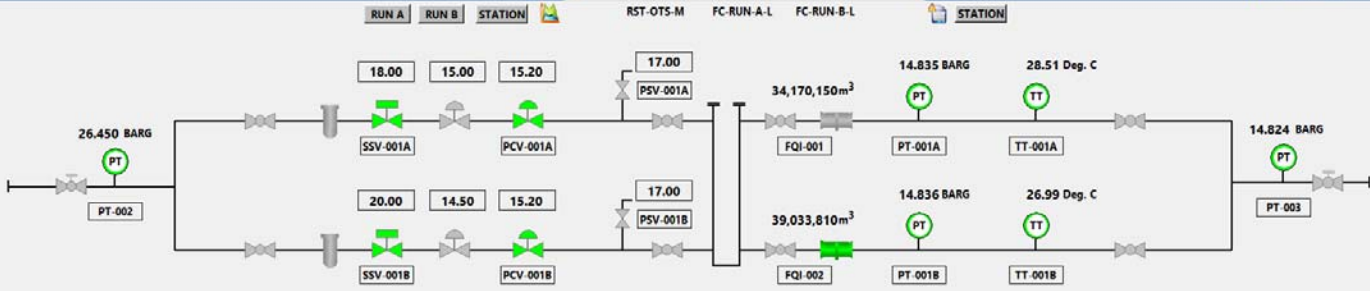 RUN A RUN B STATION RST-OTS-M FC-RUN-A-L FC-RUN-B-L STATION
18.00 15.00 15.20 17.00 14.835 BARG 28.51 Deg. C
PSV-001A 34,170,150m³ PT TT
26.450 BARG 14.824 BARG
SSV-001A PCV-001A FQI-001 PT-001A TT-001A
PT PT
20.00 14.50 15.20 17.00 14.836 BARG 26.99 Deg. C
PT-002 PT-003
PSV-001B 39,033,810m³ PT TT
SSV-001B PCV-001B FQI-002 PT-001B TT-001B